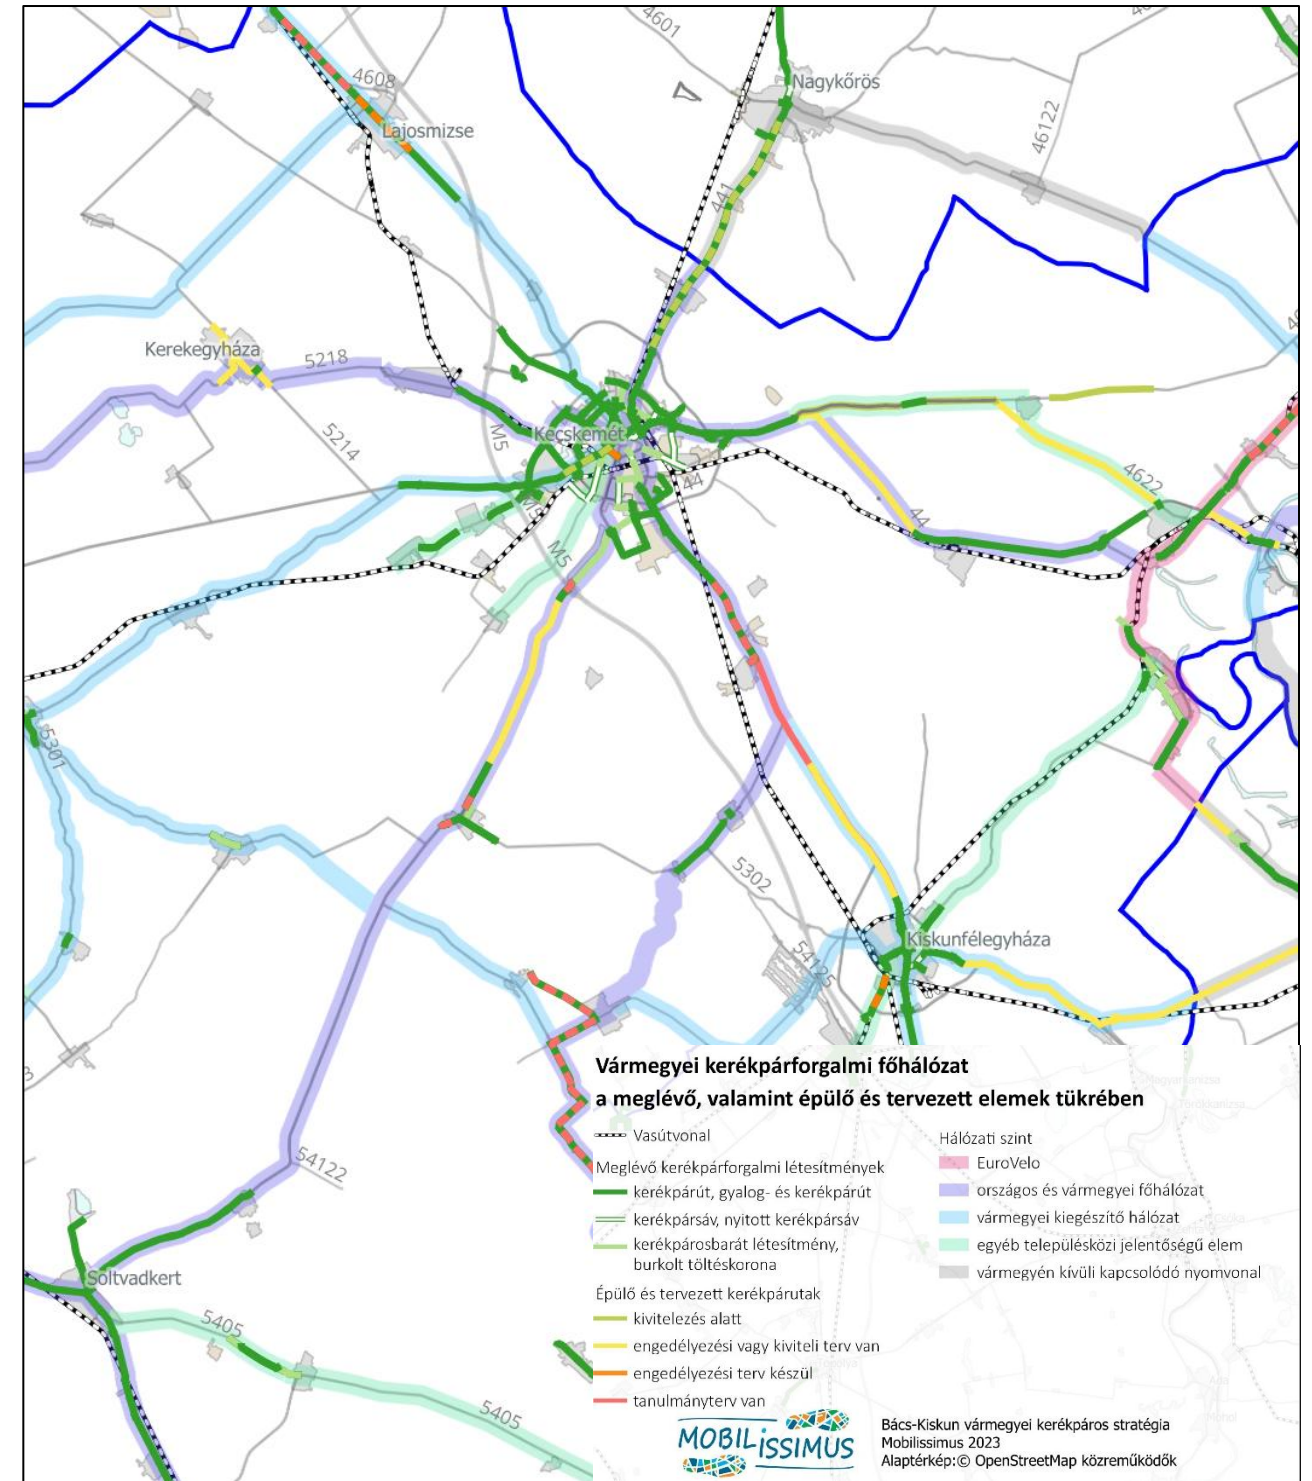 4601
4608
Nagykőrös
46122
Lajosmizse
441
Kerekegyháza
5218
5214
M5
Kecskemét
44
4622
M5
44
M5
5301
5302
Kiskunfélegyháza
54125
54122
Soltvadkert
5405
5405
Vármegyei kerékpárforgalmi főhálózat
a meglévő, valamint épülő és tervezett elemek tükrében
Vasútvonal
Meglévő kerékpárforgalmi létesítmények
kerékpárút, gyalog- és kerékpárút
kerékpársáv, nyitott kerékpársáv
kerékpárosbarát létesítmény,
burkolt töltéskorona
Épülő és tervezett kerékpárutak
kivitelezés alatt
engedélyezési vagy kiviteli terv van
engedélyezési terv készül
tanulmányterv van
Hálózati szint
EuroVelo
országos és vármegyei főhálózat
vármegyei kiegészítő hálózat
egyéb településközi jelentőségű elem
vármegyén kívüli kapcsolódó nyomvonal
MOBILISSIMUS
Bács-Kiskun vármegyei kerékpáros stratégia
Mobilissimus 2023
Alaptérkép:© OpenStreetMap közreműködők